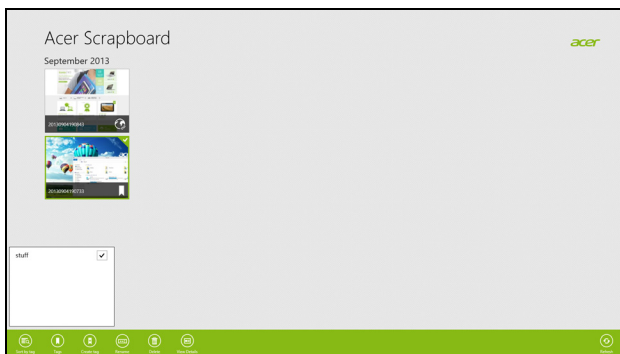 Acer Scrapboard
acer
September 2013
20130904190843
20130904190733
stuff
Sort by tag
Tags
Create tag
Rename
Delete
View Details
Refresh